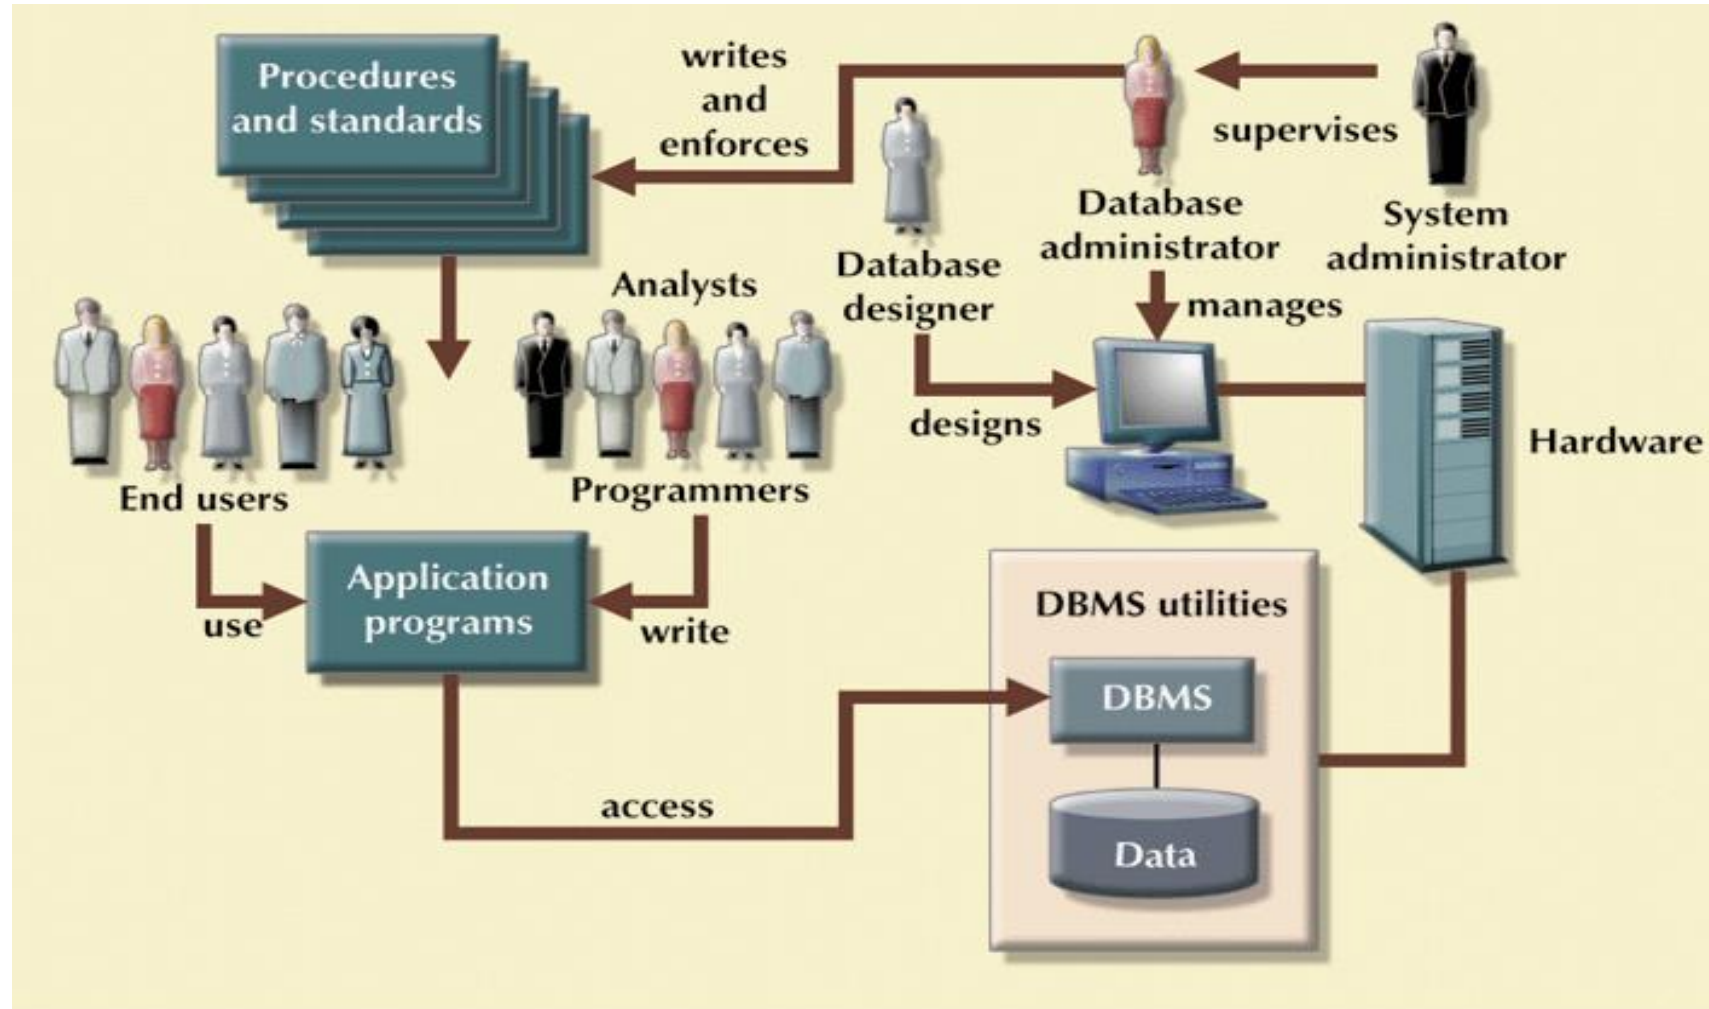 Procedures
and standards
writes
and
enforces
supervises
Database
administrator
System
administrator
Database
designer
manages
Analysts
designs
Hardware
End users
Programmers
Application
programs
use
write
DBMS utilities
DBMS
access
Data